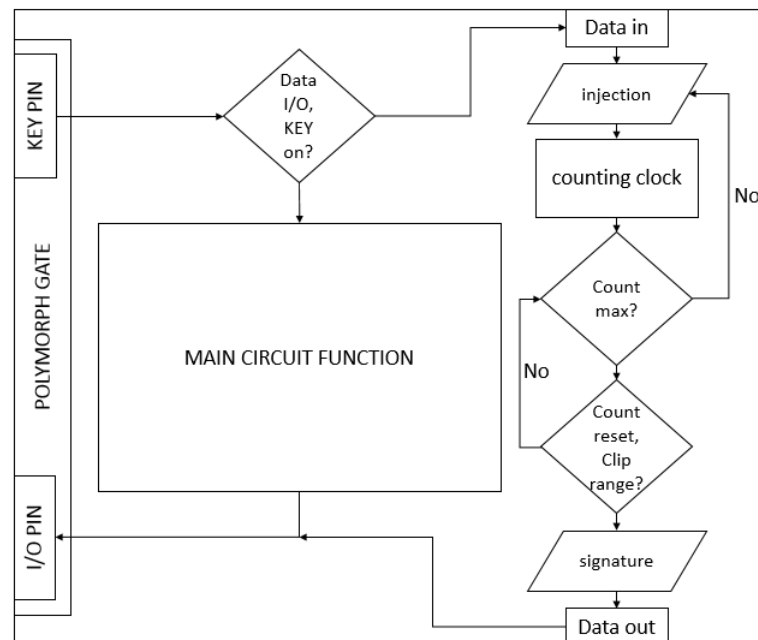 KEY PIN
POLYMORPH GATE
I/O PIN
Data
I/O,
KEY
on?
MAIN CIRCUIT FUNCTION
Data in
injection
counting clock
No
Count
max?
No
Count
reset,
Clip
range?
signature
Data out